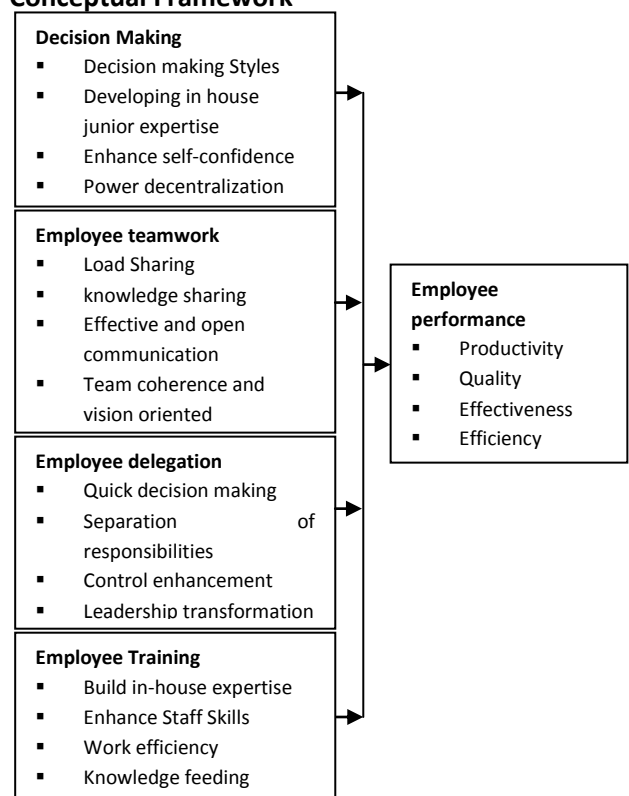 Conceptual Framework
Decision Making
▪ Decision making Styles
▪ Developing in house
junior expertise
▪ Enhance self-confidence
▪ Power decentralization
Employee teamwork
▪ Load Sharing
▪ knowledge sharing
▪ Effective and open
communication
▪ Team coherence and
vision oriented
Employee delegation
▪ Quick decision making
▪ Separation of
responsibilities
▪ Control enhancement
▪ Leadership transformation
Employee Training
▪ Build in-house expertise
▪ Enhance Staff Skills
▪ Work efficiency
▪ Knowledge feeding
Employee
performance
▪ Productivity
▪ Quality
▪ Effectiveness
▪ Efficiency